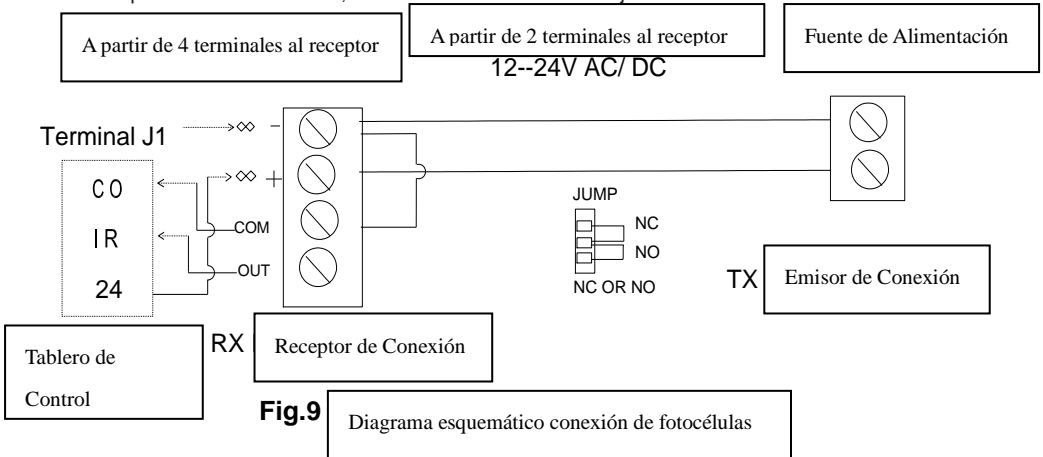 A partir de 4 terminales al receptor
A partir de 2 terminales al receptor
Fuente de Alimentación
12--24V AC/ DC
Terminal J1
-
+
CO
IR
24
COM
OUT
JUMP
NC
NO
NC OR NO
TX
Emisor de Conexión
RX
Receptor de Conexión
Tablero de
Control
Fig.9
Diagrama esquemático conexión de fotocélulas